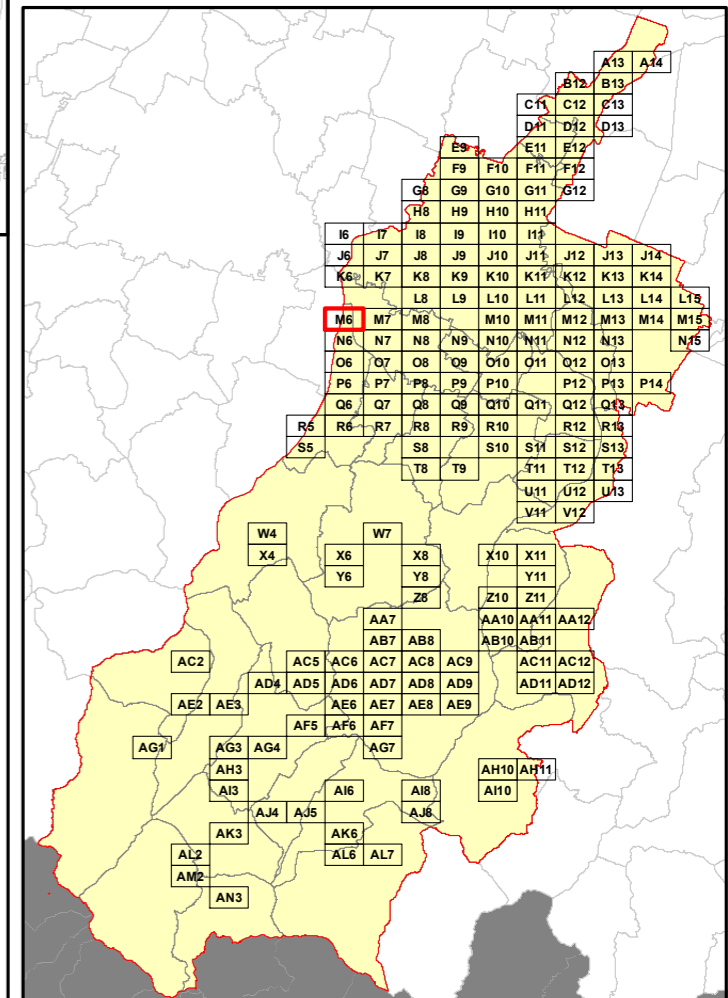 A13 A14
B12 B13
C11 C12 C13
D11 D12 D13
E9 E11 E12
F9 F10 F11 F12
G8 G9 G10 G11 G12
H8 H9 H10 H11
I6 I7 I8 I9 I10 I11
J6 J7 J8 J9 J10 J11 J12 J13 J14
K6 K7 K8 K9 K10 K11 K12 K13 K14
L8 L9 L10 L11 L12 L13 L14 L15
M6 M7 M8 M10 M11 M12 M13 M14 M15
N6 N7 N8 N9 N10 N11 N12 N13 N15
O6 O7 O8 O9 O10 O11 O12 O13
P6 P7 P8 P9 P10 P12 P13 P14
Q6 Q7 Q8 Q9 Q10 Q11 Q12 Q13
R5 R6 R7 R8 R9 R10 R12 R13
S5 S8 S10 S11 S12 S13
T8 T9 T11 T12 T13
U11 U12 U13
V11 V12
W4 W7
X4 X6 X8 X10 X11
Y6 Y8 Y11
Z8 Z10 Z11
AA7 AA10 AA11 AA12
AB7 AB8 AB10 AB11
AC2 AC5 AC6 AC7 AC8 AC9 AC11 AC12
AD4 AD5 AD6 AD7 AD8 AD9 AD11 AD12
AE2 AE3 AE6 AE7 AE8 AE9
AF5 AF6 AF7
AG1 AG3 AG4 AG7
AH3 AH10 AH11
AI3 AI6 AI8 AI10
AJ4 AJ5 AJ8
AK3 AK6
AL2 AL6 AL7
AM2
AN3